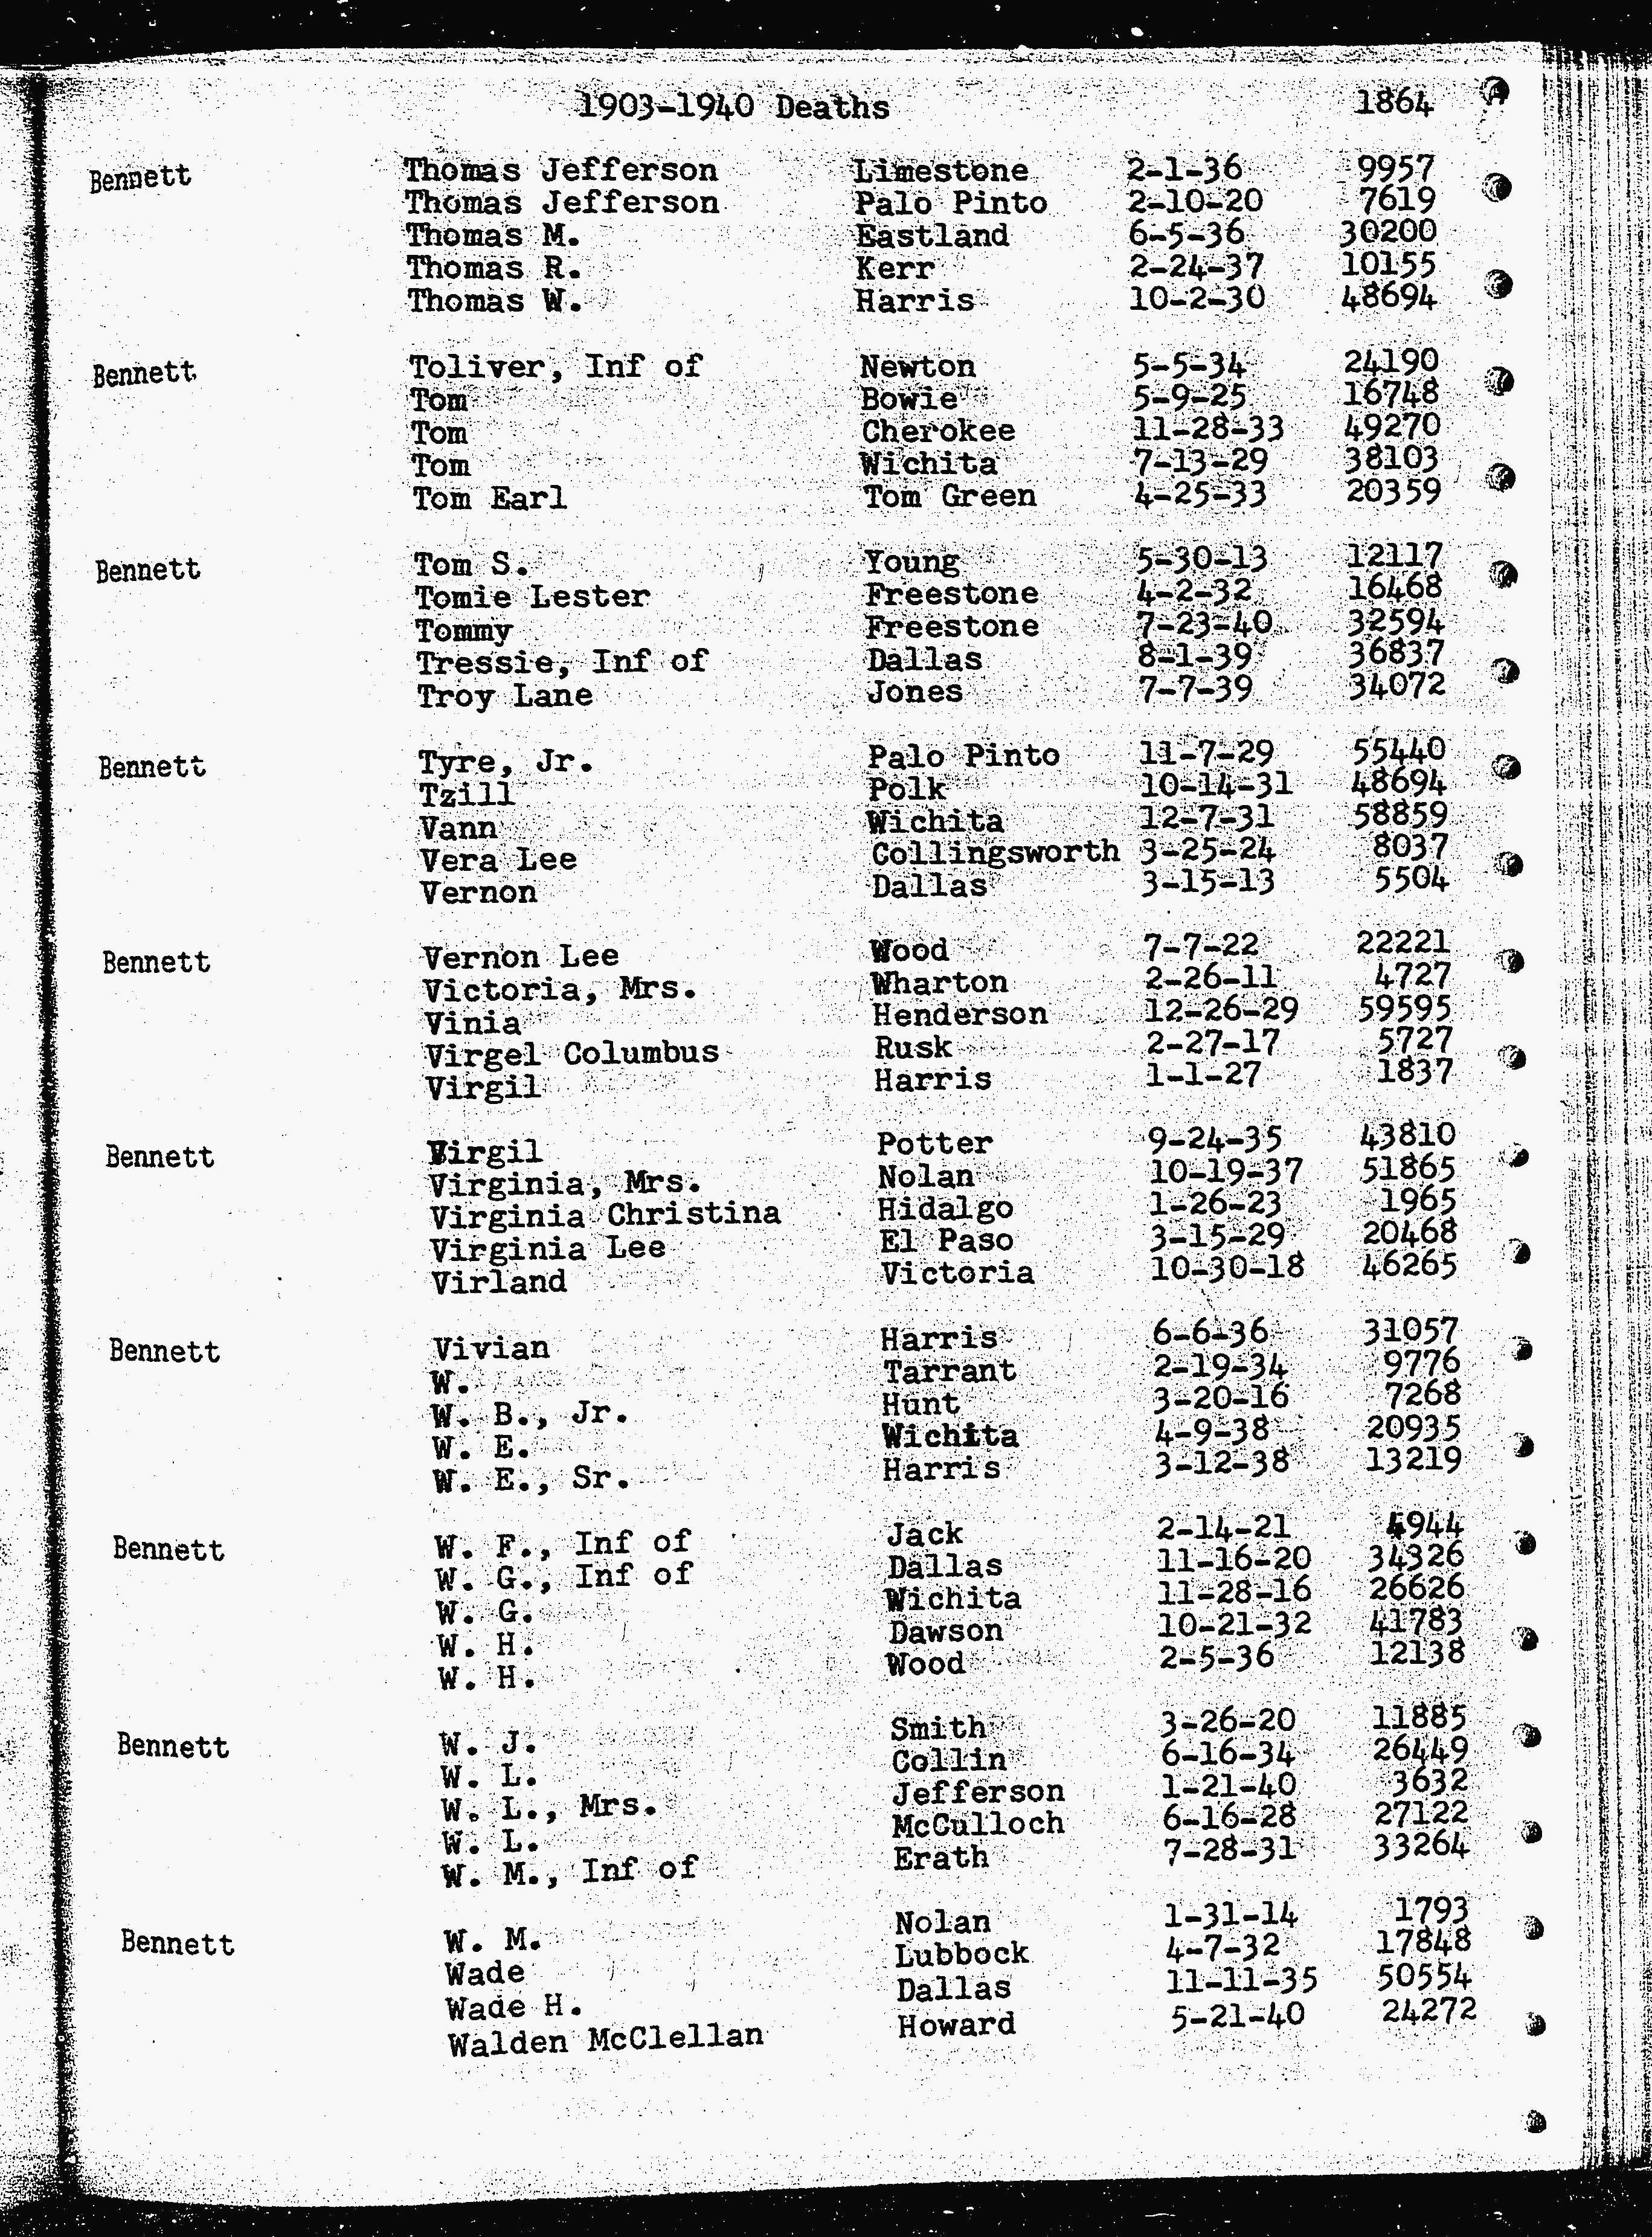 1903-1940 Deaths 1864
Bennett Thomas Jefferson Limestone 2-1-36 9957
Thomas Jefferson Palo Pinto 2-10-20 7619
Thomas M. Eastland 6-5-36 30200
Thomas R. Kerr 2-24-37 10155
Thomas W. Harris 10-2-30 48694
Bennett Toliver, Inf of Newton 5-5-34 24190
Tom Bowie 5-9-25 16748
Tom Cherokee 11-28-33 49270
Tom Wichita 7-13-29 38103
Tom Earl Tom Green 4-25-33 20359
Bennett Tom S. Young 5-30-13 12117
Tomie Lester Freestone 4-2-32 16468
Tommy Freestone 7-23-40 32594
Tressie, Inf of Dallas 8-1-39 36837
Troy Lane Jones 7-7-39 34072
Bennett Tyre, Jr. Palo Pinto 11-7-29 55440
Tzill Polk 10-14-31 48694
Vann Wichita 12-7-31 58859
Vera Lee Collingsworth 3-25-24 8037
Vernon Dallas 3-15-13 5504
Bennett Vernon Lee Wood 7-7-22 22221
Victoria, Mrs. Wharton 2-26-11 4727
Vinia Henderson 12-26-29 59595
Virgel Columbus Rusk 2-27-17 5727
Virgil Harris 1-1-27 1837
Bennett Virgil Potter 9-24-35 43810
Virginia, Mrs. Nolan 10-19-37 51865
Virginia Christina Hidalgo 1-26-23 1965
Virginia Lee El Paso 3-15-29 20468
Virland Victoria 10-30-18 46265
Bennett Vivian Harris 6-6-36 31057
W. Tarrant 2-19-34 9776
W. B., Jr. Hunt 3-20-16 7268
W. E. Wichita 4-9-38 20935
W. E., Sr. Harris 3-12-38 13219
Bennett W. F., Inf of Jack 2-14-21 4944
W. G., Inf of Dallas 11-16-20 34326
W. G. Wichita 11-28-16 26626
W. H. Dawson 10-21-32 41783
W. H. Wood 2-5-36 12138
Bennett W. J. Smith 3-26-20 11885
W. L. Collin 6-16-34 26449
W. L., Mrs. Jefferson 1-21-40 3632
W. L. McCulloch 6-16-28 27122
W. M., Inf of Erath 7-28-31 33264
Bennett W. M. Nolan 1-31-14 1793
Wade Lubbock 4-7-32 17848
Wade H. Dallas 11-11-35 50554
Walden McClellan Howard 5-21-40 24272